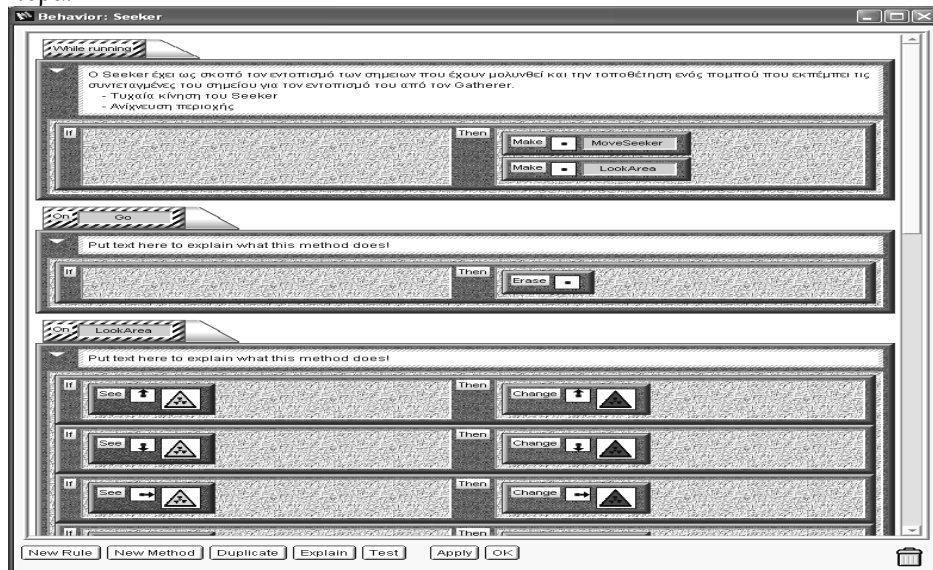 Behavior: Seeker
While running
Ο Seeker έχει ως σκοπό τον εντοπισμό των σημειων που έχουν μολυνθεί και την τοποθέτηση ενός πομπού που εκπέμπει τις
συντεταγμένες του σημείου για τον εντοπισμό του από τον Gatherer.
- Τυχαία κίνηση του Seeker
- Ανίχνευση περιοχής
If Then
Make MoveSeeker
Make LookArea
On Go
Put text here to explain what this method does!
If Then
Erase
On LookArea
Put text here to explain what this method does!
If See Then Change
If See Then Change
If See Then Change
If Then
New Rule New Method Duplicate Explain Test Apply OK